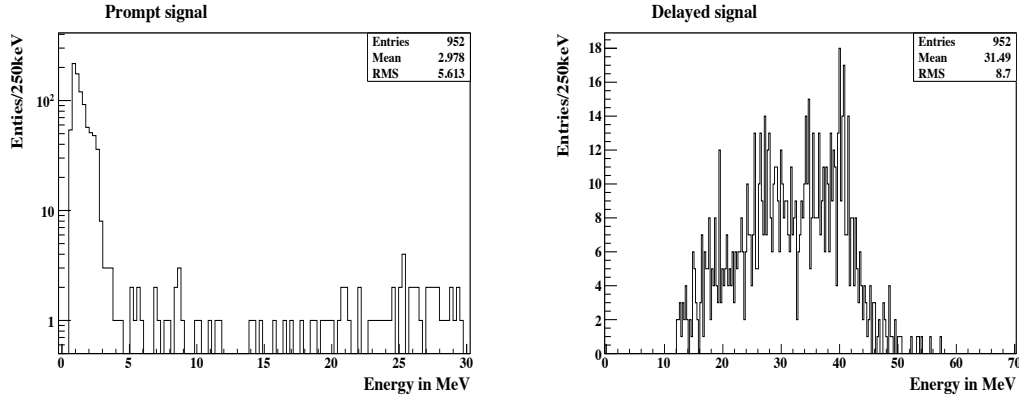 Prompt signal
Entries 952
Mean 2.978
RMS 5.613
Enties/250keV
10²
10
1
0 5 10 15 20 25 30
Energy in MeV
Delayed signal
Entries 952
Mean 31.49
RMS 8.7
Entries/250keV
18
16
14
12
10
8
6
4
2
0
0 10 20 30 40 50 60 70
Energy in MeV